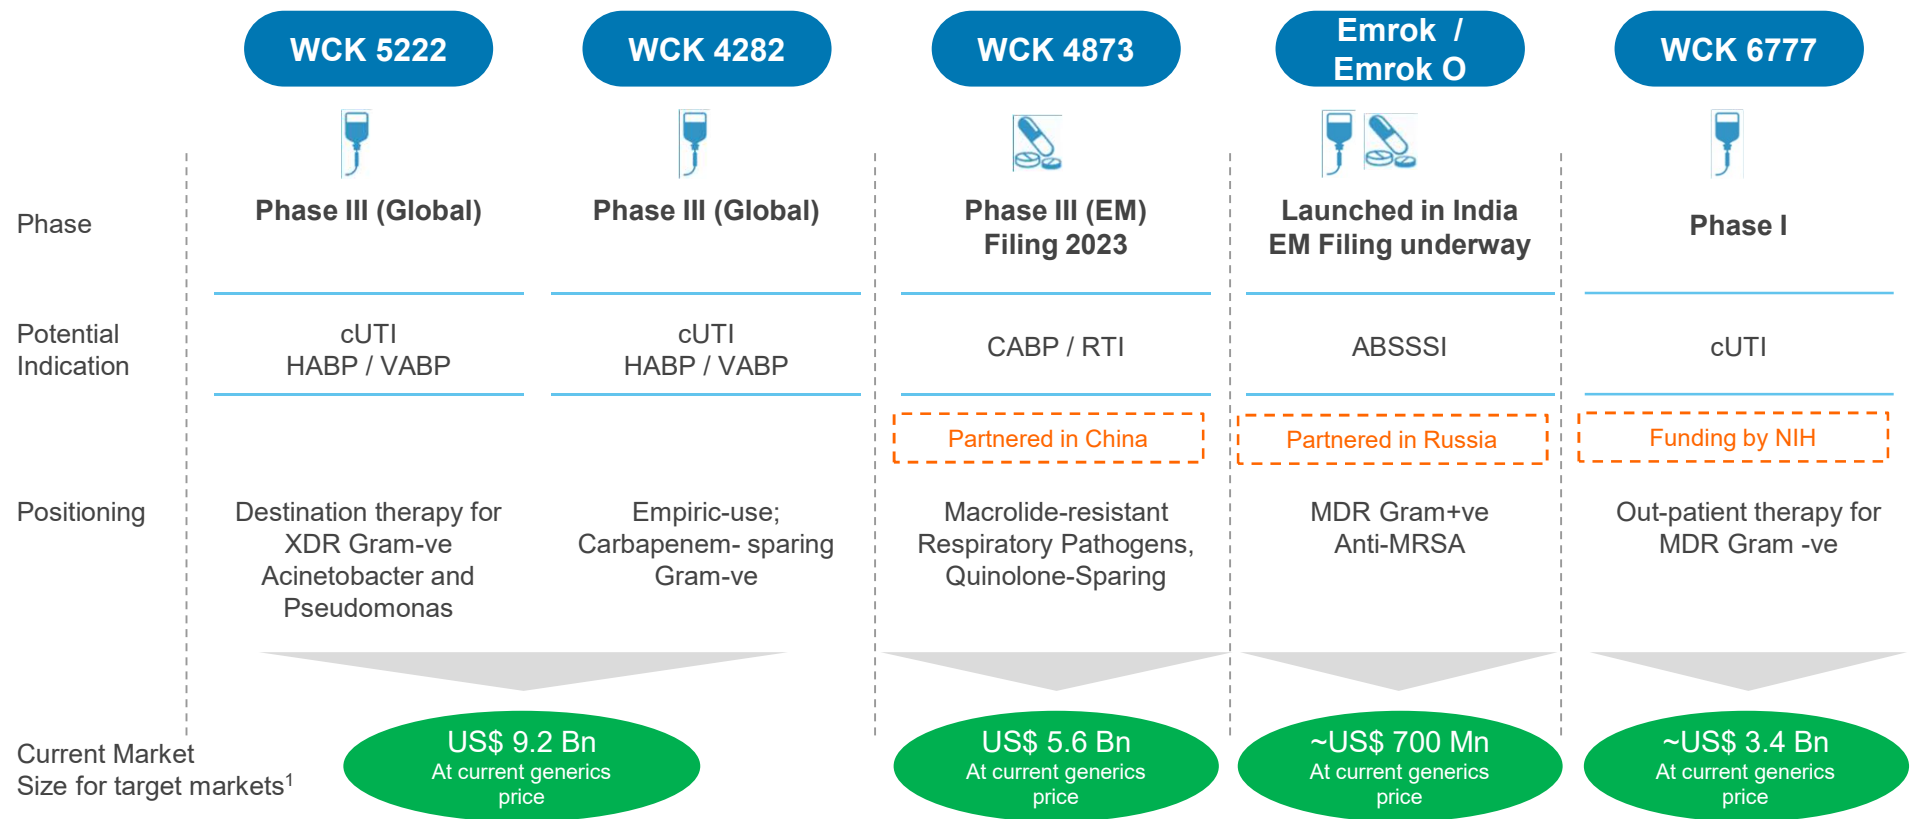 WCK 5222
WCK 4282
WCK 4873
Emrok /
Emrok O
WCK 6777
Phase
Phase III (Global)
Phase III (Global)
Phase III (EM)
Filing 2023
Launched in India
EM Filing underway
Phase I
Potential
Indication
cUTI
HABP / VABP
cUTI
HABP / VABP
CABP / RTI
ABSSSI
cUTI
Partnered in China
Partnered in Russia
Funding by NIH
Positioning
Destination therapy for
XDR Gram-ve
Acinetobacter and
Pseudomonas
Empiric-use;
Carbapenem- sparing
Gram-ve
Macrolide-resistant
Respiratory Pathogens,
Quinolone-Sparing
MDR Gram+ve
Anti-MRSA
Out-patient therapy for
MDR Gram -ve
Current Market
Size for target markets¹
US$ 9.2 Bn
At current generics
price
US$ 5.6 Bn
At current generics
price
~US$ 700 Mn
At current generics
price
~US$ 3.4 Bn
At current generics
price